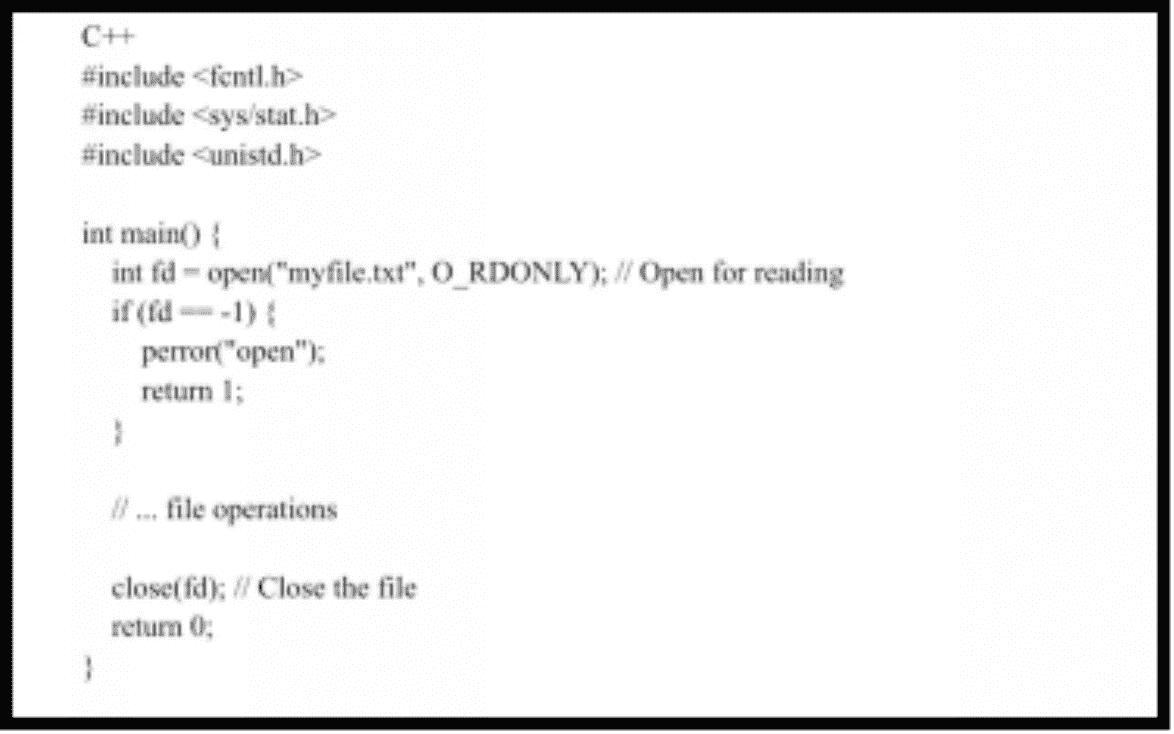 C++
#include <fcntl.h>
#include <sys/stat.h>
#include <unistd.h>
int main() {
int fd = open("myfile.txt", O_RDONLY); // Open for reading
if (fd == -1) {
perror("open");
return 1;
}
// ... file operations
close(fd); // Close the file
return 0;
}